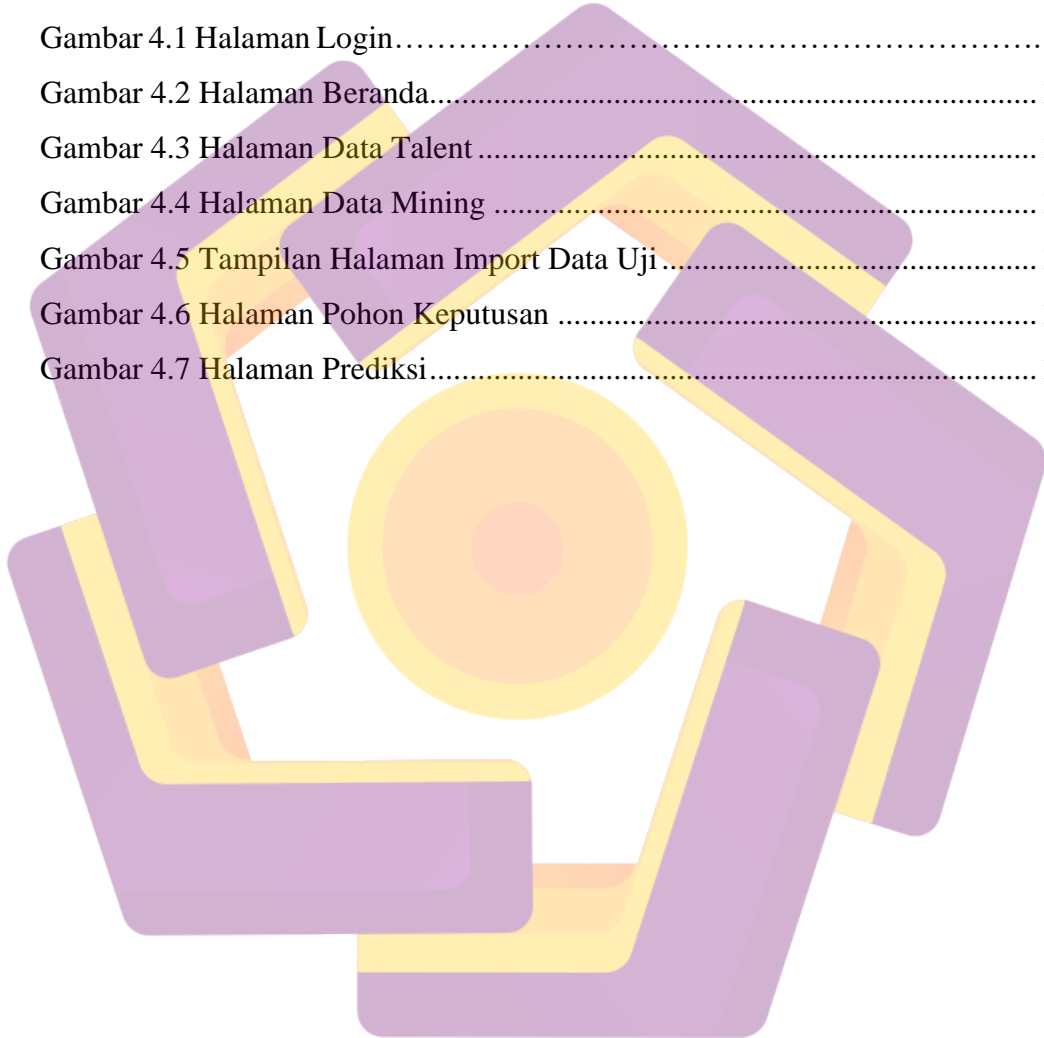 Gambar 4.1 Halaman Login………………………………………………………….
Gambar 4.2 Halaman Beranda.................................................................................
Gambar 4.3 Halaman Data Talent ...........................................................................
Gambar 4.4 Halaman Data Mining .........................................................................
Gambar 4.5 Tampilan Halaman Import Data Uji ..................................................
Gambar 4.6 Halaman Pohon Keputusan ................................................................
Gambar 4.7 Halaman Prediksi.................................................................................